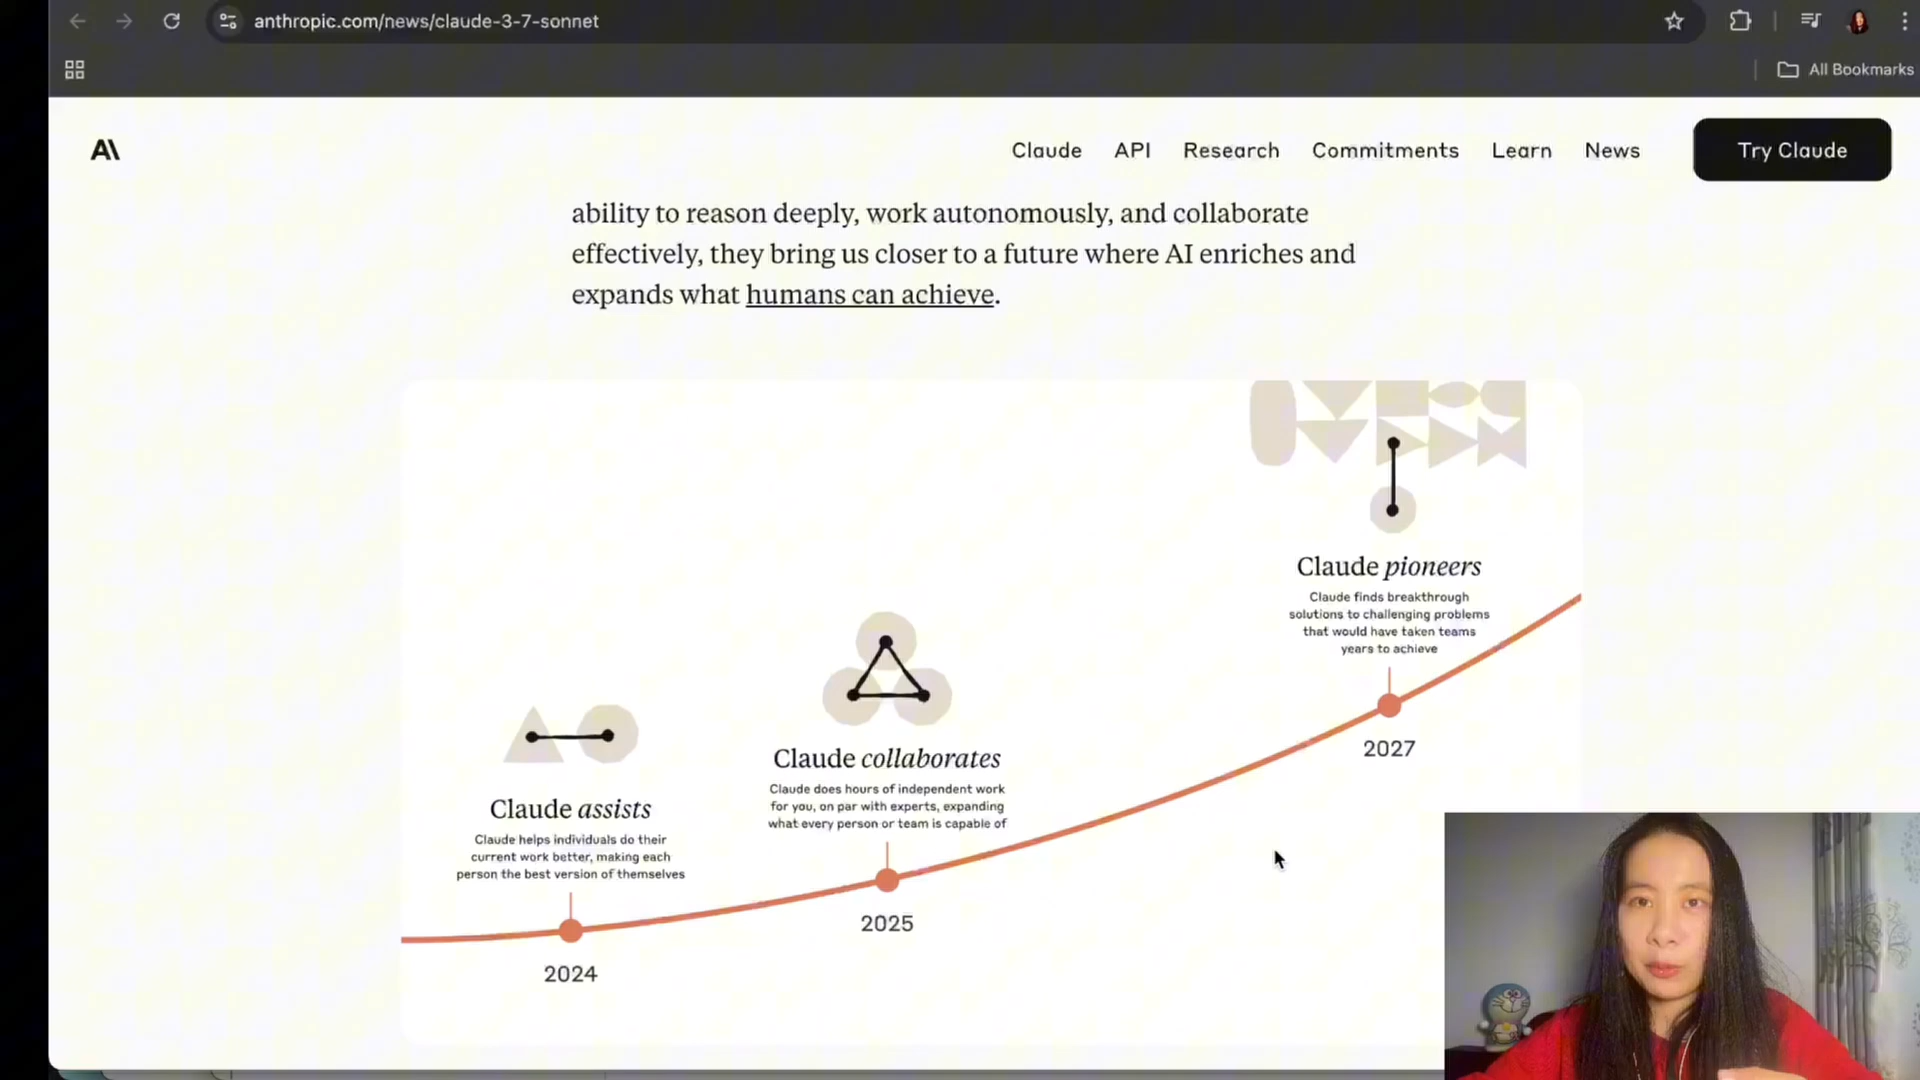 anthropic.com/news/claude-3-7-sonnet
All Bookmarks
A\
Claude API Research Commitments Learn News Try Claude
ability to reason deeply, work autonomously, and collaborate
effectively, they bring us closer to a future where AI enriches and
expands what humans can achieve.
Claude pioneers
Claude finds breakthrough
solutions to challenging problems
that would have taken teams
years to achieve
2027
Claude collaborates
Claude does hours of independent work
for you, on par with experts, expanding
what every person or team is capable of
2025
Claude assists
Claude helps individuals do their
current work better, making each
person the best version of themselves
2024